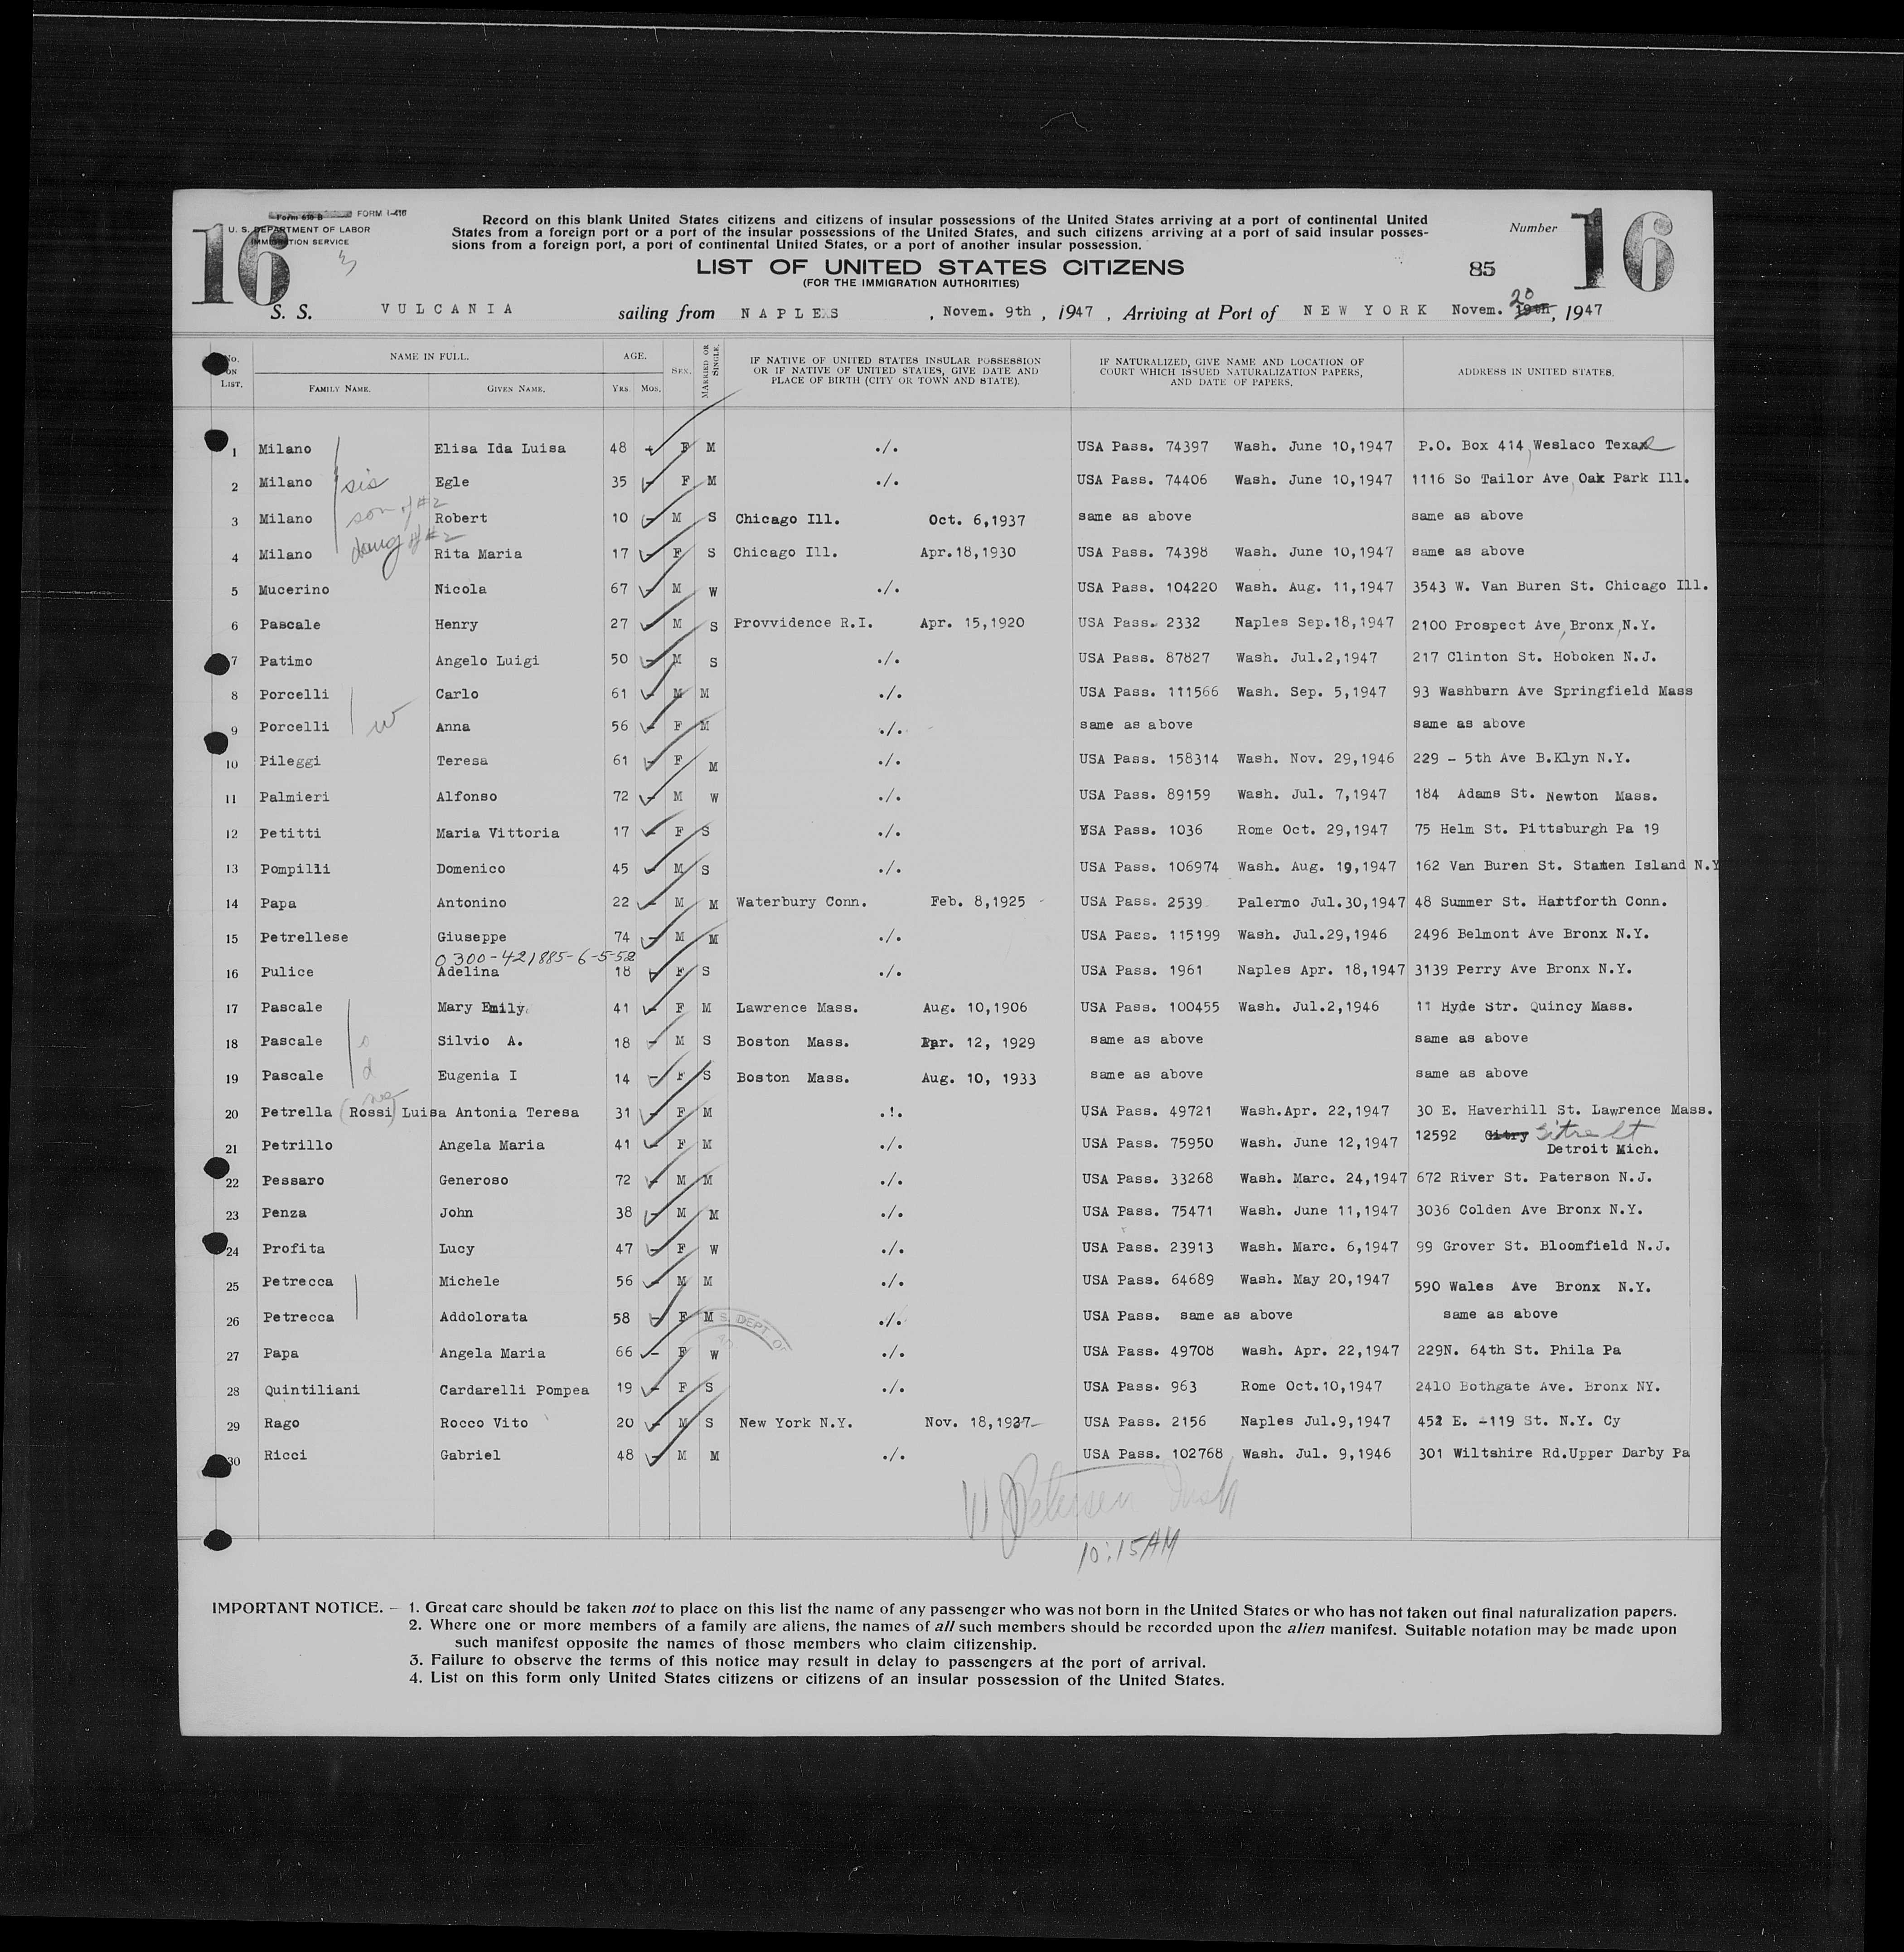 Form 630 B FORM I-416
16
U. S. DEPARTMENT OF LABOR
IMMIGRATION SERVICE
3
Record on this blank United States citizens and citizens of insular possessions of the United States arriving at a port of continental United
States from a foreign port or a port of the insular possessions of the United States, and such citizens arriving at a port of said insular posses-
sions from a foreign port, a port of continental United States, or a port of another insular possession.
Number 16
LIST OF UNITED STATES CITIZENS 85
(FOR THE IMMIGRATION AUTHORITIES)
S. S. VULCANIA sailing from NAPLES , Novem. 9th , 1947 , Arriving at Port of NEW YORK Novem. 19th 20, 1947
No. ON LIST. NAME IN FULL. FAMILY NAME. GIVEN NAME. AGE. YRS MOS. SEX. MARRIED OR SINGLE. IF NATIVE OF UNITED STATES INSULAR POSSESSION OR IF NATIVE OF UNITED STATES, GIVE DATE AND PLACE OF BIRTH (CITY OR TOWN AND STATE). IF NATURALIZED, GIVE NAME AND LOCATION OF COURT WHICH ISSUED NATURALIZATION PAPERS, AND DATE OF PAPERS. ADDRESS IN UNITED STATES.
1 Milano Elisa Ida Luisa 48 F M ./. USA Pass. 74397 Wash. June 10,1947 P.O. Box 414, Weslaco Texas
2 Milano sis Egle 35 F M ./. USA Pass. 74406 Wash. June 10,1947 1116 So Tailor Ave, Oak Park Ill.
3 Milano son of #2 Robert 10 M S Chicago Ill. Oct. 6,1937 same as above same as above
4 Milano daug of #2 Rita Maria 17 F S Chicago Ill. Apr.18,1930 USA Pass. 74398 Wash. June 10,1947 same as above
5 Mucerino Nicola 67 M W ./. USA Pass. 104220 Wash. Aug. 11,1947 3543 W. Van Buren St. Chicago Ill.
6 Pascale Henry 27 M S Provvidence R.I. Apr. 15,1920 USA Pass. 2332 Naples Sep.18,1947 2100 Prospect Ave, Bronx, N.Y.
7 Patimo Angelo Luigi 50 M S ./. USA Pass. 87827 Wash. Jul.2,1947 217 Clinton St. Hoboken N.J.
8 Porcelli Carlo 61 M M ./. USA Pass. 111566 Wash. Sep. 5,1947 93 Washburn Ave Springfield Mass
9 Porcelli w Anna 56 F M ./. same as above same as above
10 Pileggi Teresa 61 F M ./. USA Pass. 158314 Wash. Nov. 29,1946 229 - 5th Ave B.Klyn N.Y.
11 Palmieri Alfonso 72 M W ./. USA Pass. 89159 Wash. Jul. 7,1947 184 Adams St. Newton Mass.
12 Petitti Maria Vittoria 17 F S ./. USA Pass. 1036 Rome Oct. 29,1947 75 Helm St. Pittsburgh Pa 19
13 Pompilii Domenico 45 M S ./. USA Pass. 106974 Wash. Aug. 19,1947 162 Van Buren St. Staten Island N.Y
14 Papa Antonino 22 M M Waterbury Conn. Feb. 8,1925 USA Pass. 2539 Palermo Jul.30,1947 48 Summer St. Hartforth Conn.
15 Petrellese Giuseppe 74 M M ./. USA Pass. 115199 Wash. Jul.29,1946 2496 Belmont Ave Bronx N.Y.
0300-421885-6-5-58
16 Pulice Adelina 18 F S ./. USA Pass. 1961 Naples Apr. 18,1947 3139 Perry Ave Bronx N.Y.
17 Pascale Mary Emily 41 F M Lawrence Mass. Aug. 10,1906 USA Pass. 100455 Wash. Jul.2,1946 11 Hyde Str. Quincy Mass.
18 Pascale Silvio A. 18 M S Boston Mass. 12, 1929 same as above same as above
19 Pascale d Eugenia I 14 F S Boston Mass. Aug. 10, 1933 same as above same as above
20 Petrella (Rossi) nee Luisa Antonia Teresa 31 F M .!. USA Pass. 49721 Wash.Apr. 22,1947 30 E. Haverhill St. Lawrence Mass.
21 Petrillo Angela Maria 41 F M ./. USA Pass. 75950 Wash. June 12,1947 12592 Detroit Mich.
22 Pessaro Generoso 72 M M ./. USA Pass. 33268 Wash. Marc. 24,1947 672 River St. Paterson N.J.
23 Penza John 38 M M ./. USA Pass. 75471 Wash. June 11,1947 3036 Colden Ave Bronx N.Y.
24 Profita Lucy 47 F W ./. USA Pass. 23913 Wash. Marc. 6,1947 99 Grover St. Bloomfield N.J.
25 Petrecca Michele 56 M M ./. USA Pass. 64689 Wash. May 20,1947 590 Wales Ave Bronx N.Y.
26 Petrecca Addolorata 58 F M ./. USA Pass. same as above same as above
S. DEPT OF
27 Papa Angela Maria 66 F W ./. USA Pass. 49708 Wash. Apr. 22,1947 229N. 64th St. Phila Pa
28 Quintiliani Cardarelli Pompea 19 F S ./. USA Pass. 963 Rome Oct.10,1947 2410 Bothgate Ave. Bronx NY.
29 Rago Rocco Vito 20 M S New York N.Y. Nov. 18,1927 USA Pass. 2156 Naples Jul.9,1947 452 E. -119 St. N.Y. Cy
30 Ricci Gabriel 48 M M ./. USA Pass. 102768 Wash. Jul. 9,1946 301 Wiltshire Rd.Upper Darby Pa
10:15AM
IMPORTANT NOTICE. — 1. Great care should be taken not to place on this list the name of any passenger who was not born in the United States or who has not taken out final naturalization papers.
2. Where one or more members of a family are aliens, the names of all such members should be recorded upon the alien manifest. Suitable notation may be made upon
such manifest opposite the names of those members who claim citizenship.
3. Failure to observe the terms of this notice may result in delay to passengers at the port of arrival.
4. List on this form only United States citizens or citizens of an insular possession of the United States.